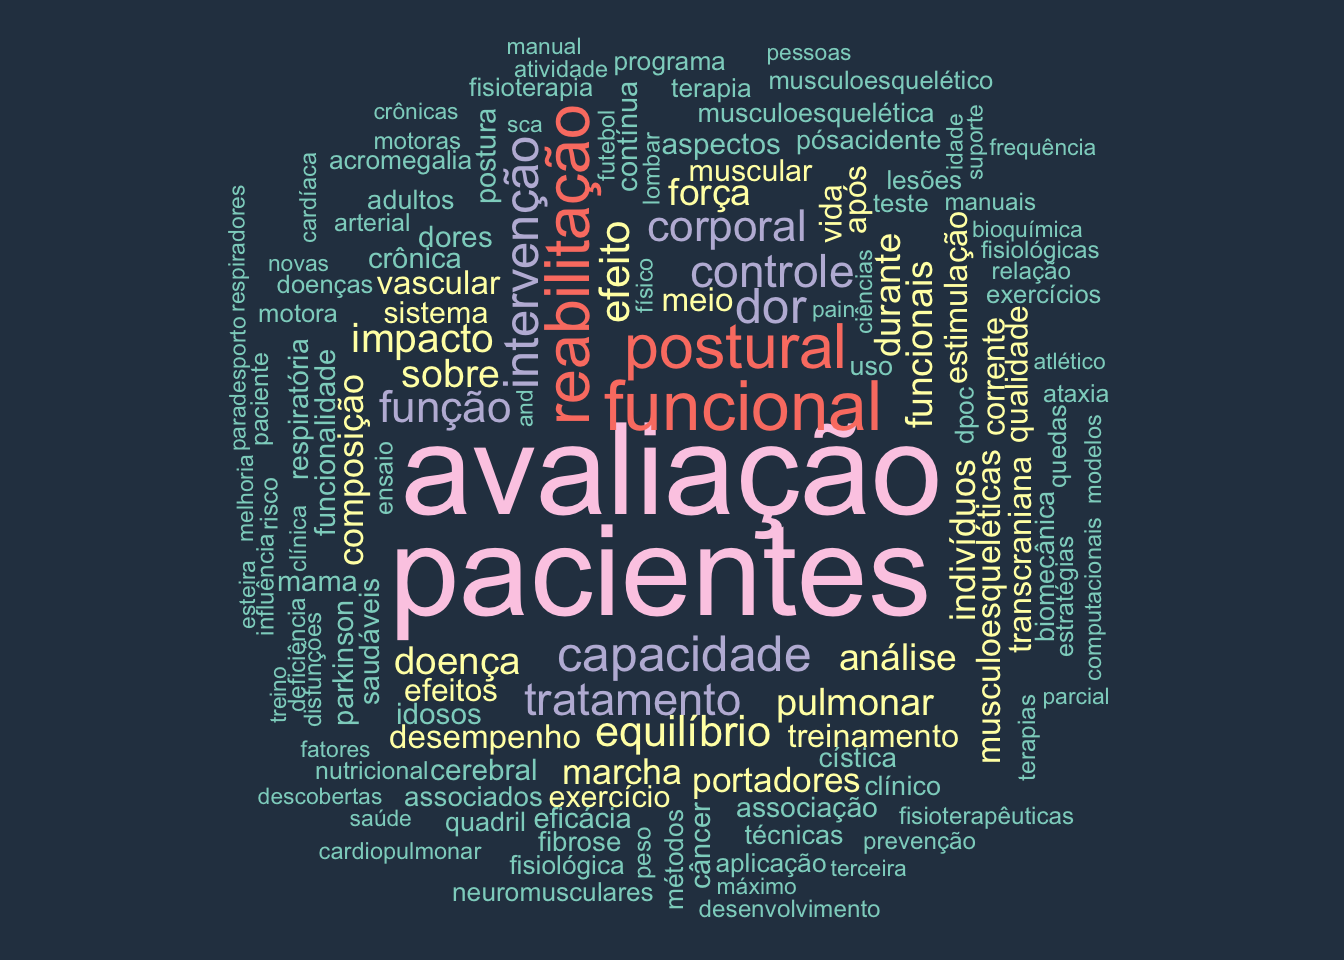 manual
pessoas
atividade
programa
fisioterapia
terapia
musculoesquelético
crônicas
sca
futebol
contínua
musculoesquelética
idade
suporte
motoras
postura
reabilitação
lombar
aspectos
pósacidente
frequência
acromegalia
intervenção
muscular
cardíaca
força
após
lesões
adultos
vida
teste
manuais
respiradores
arterial
efeito
corporal
estimulação
bioquímica
dores
durante
fisiológicas
crônica
novas
físico
controle
ciências
relação
doenças
vascular
meio
dor
pain
funcionais
exercícios
motora
sistema
paradesporto
impacto
postural
corrente
qualidade
atlético
paciente
respiratória
funcionalidade
sobre
uso
composição
função
and
funcional
dpoc
ataxia
quedas
modelos
melhoria
risco
ensaio
avaliação
indivíduos
musculoesqueléticas
transcraniana
clínica
biomecânica
esteira
influência
mama
pacientes
estratégias
computacionais
deficiência
disfunções
parkinson
saudáveis
treino
doença
capacidade
análise
efeitos
tratamento
pulmonar
parcial
idosos
desempenho
equilíbrio
treinamento
terapias
fatores
cística
nutricional
cerebral
marcha
portadores
clínico
descobertas
associados
exercício
associação
saúde
quadril
eficácia
fisioterapêuticas
cardiopulmonar
fibrose
peso
métodos
câncer
técnicas
prevenção
fisiológica
aplicação
terceira
neuromusculares
máximo
desenvolvimento